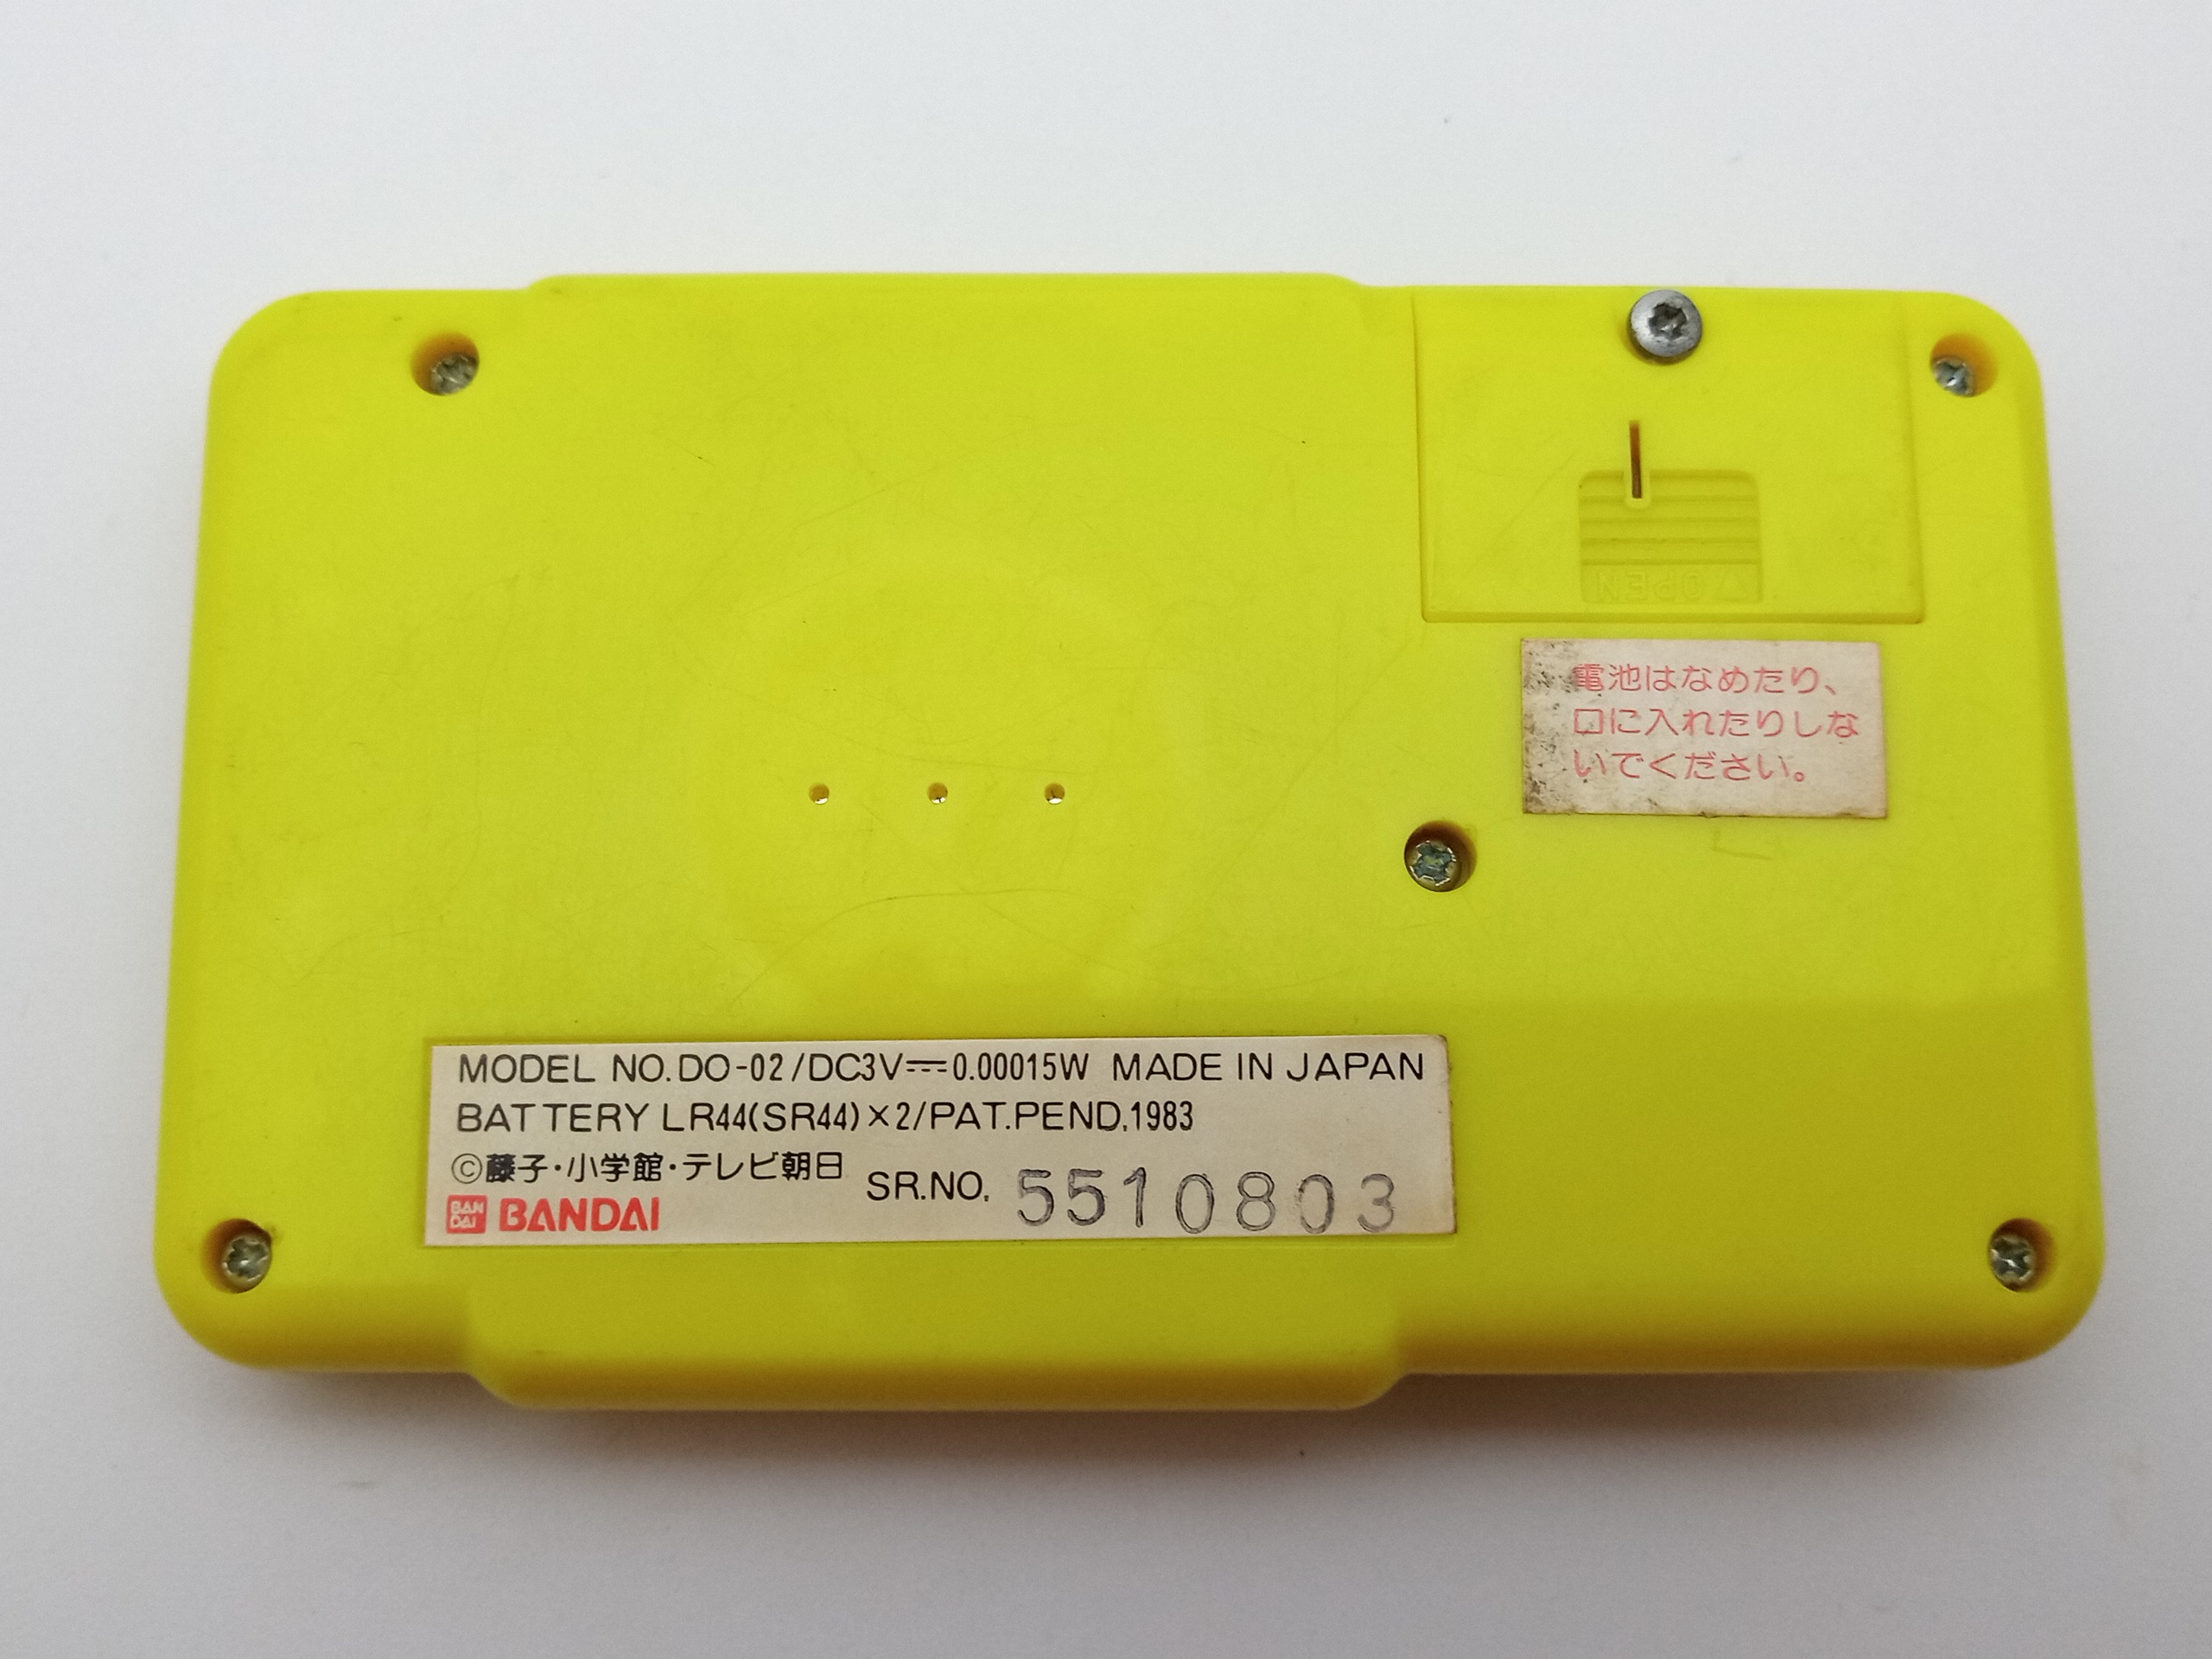 OPEN
電池はなめたり、
口に入れたりしな
いでください。
MODEL NO.DO-02/DC3V⎓0.00015W MADE IN JAPAN
BATTERY LR44(SR44)×2/PAT.PEND,1983
©藤子・小学館・テレビ朝日
SR.NO. 5510803
BAN
DAI
BANDAI